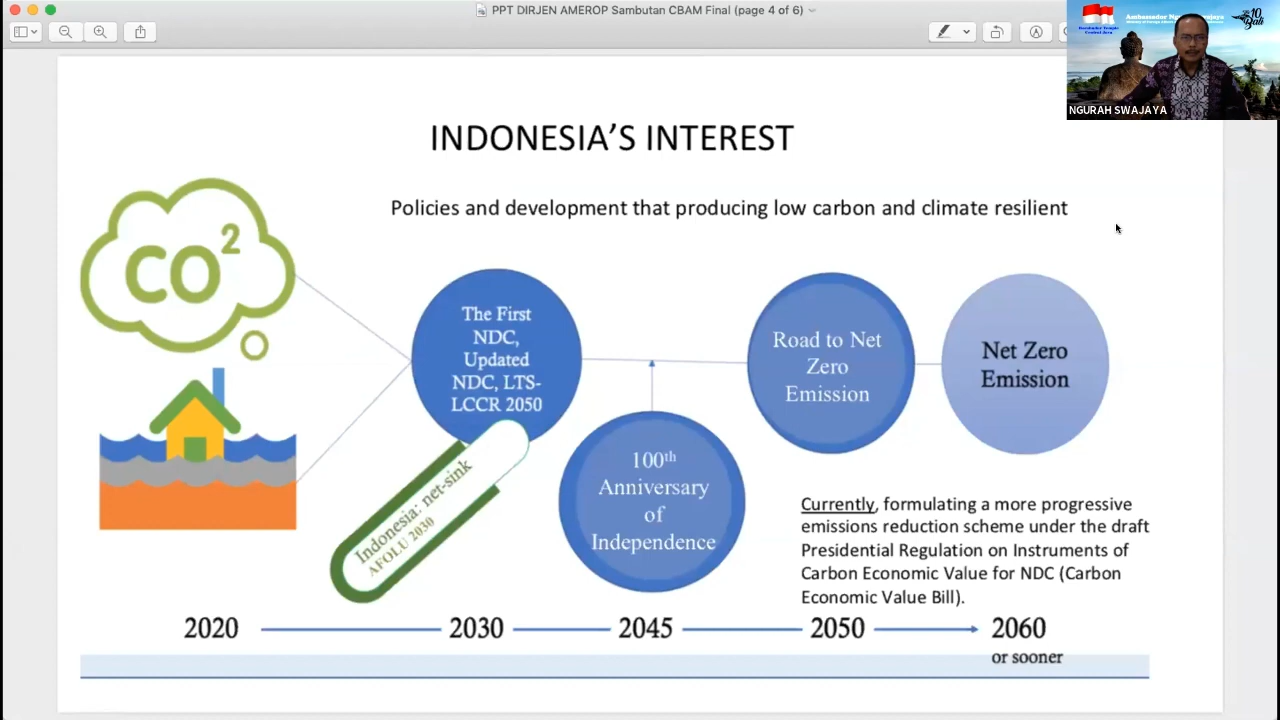 PPT DIRJEN AMEROP Sambutan CBAM Final (page 4 of 6)
NGURAH SWAJAYA
INDONESIA'S INTEREST
Policies and development that producing low carbon and climate resilient
CO2
The First
NDC,
Updated
NDC, LTS-
LCCR 2050
Road to Net
Zero
Emission
Net Zero
Emission
Indonesia: net-sink
AFOLU 2030
100th
Anniversary
of
Independence
Currently, formulating a more progressive
emissions reduction scheme under the draft
Presidential Regulation on Instruments of
Carbon Economic Value for NDC (Carbon
Economic Value Bill).
2020
2030
2045
2050
2060
or sooner